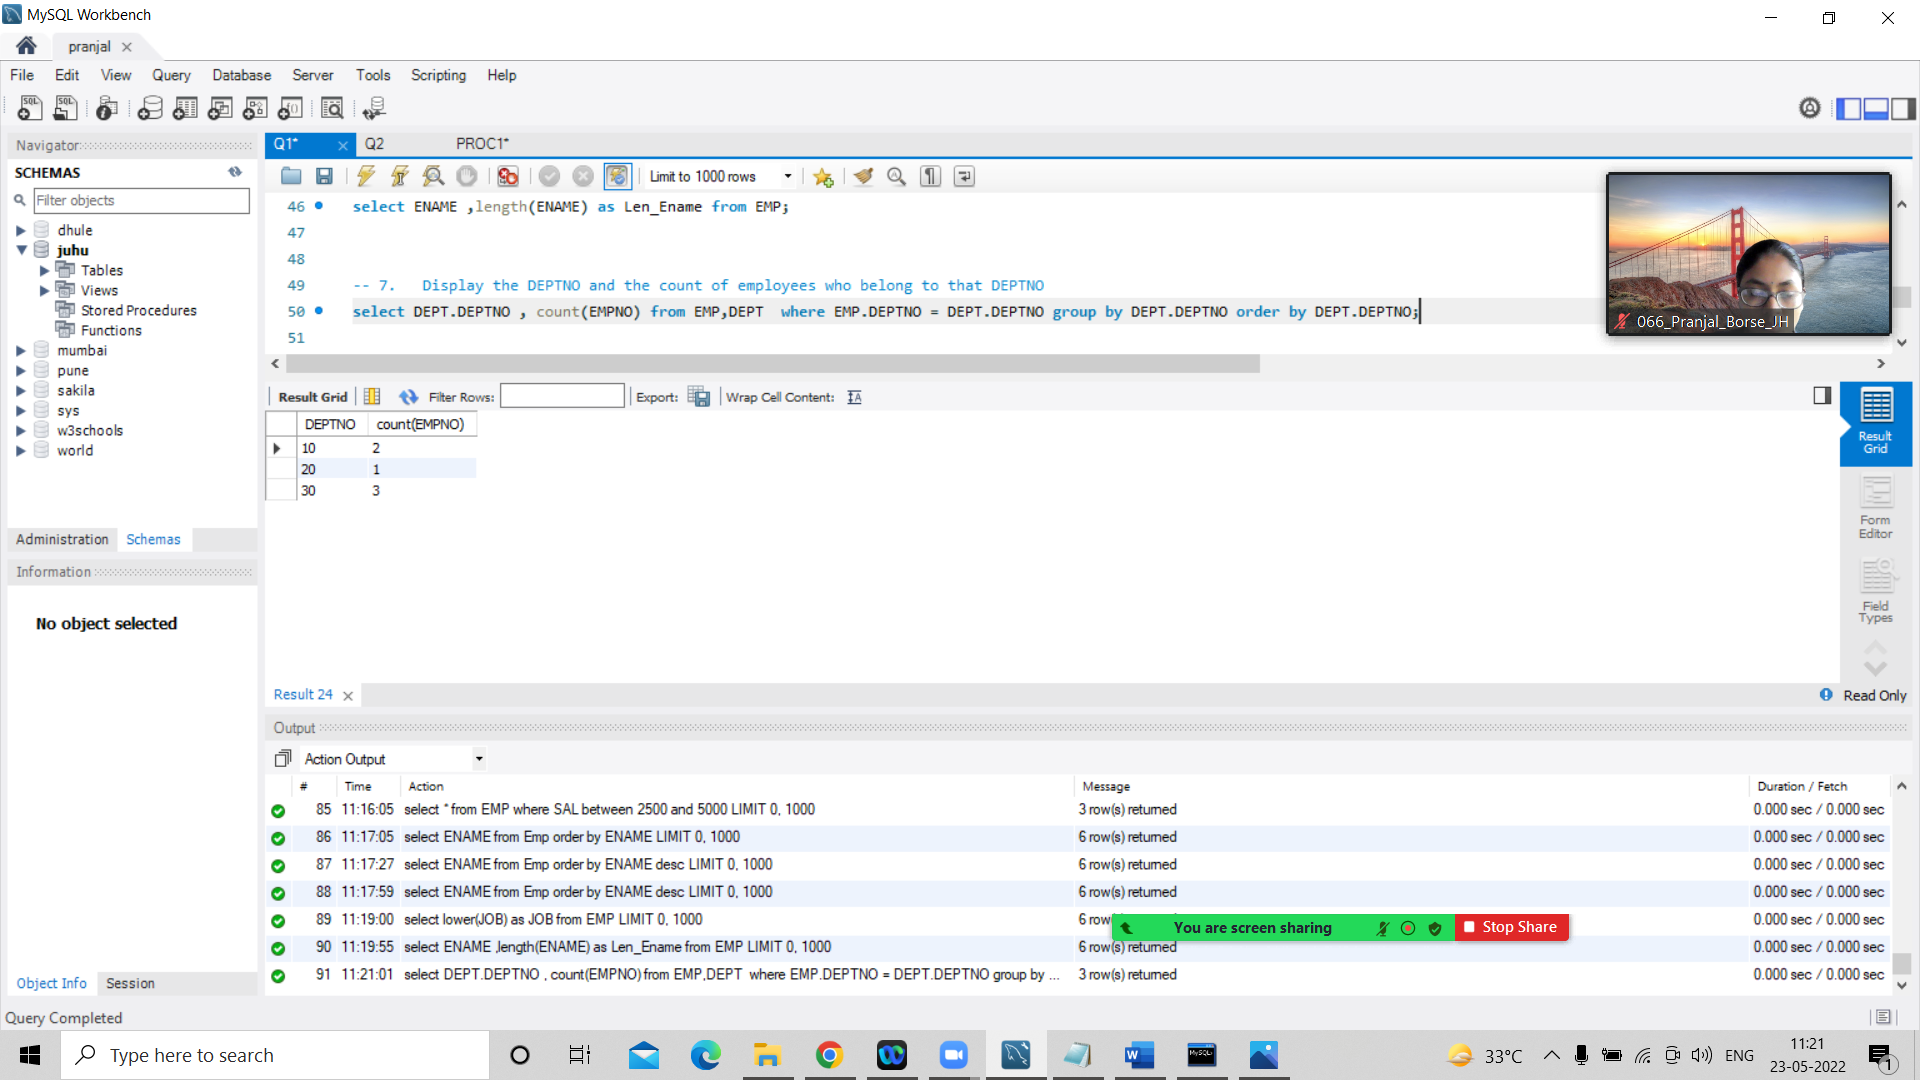 MySQL Workbench
pranjal
File Edit View Query Database Server Tools Scripting Help
Navigator
SCHEMAS
Filter objects
dhule
juhu
Tables
Views
Stored Procedures
Functions
mumbai
pune
sakila
sys
w3schools
world
Administration Schemas
Information
No object selected
Object Info Session
Query Completed
Q1* Q2 PROC1*
Limit to 1000 rows
46 select ENAME ,length(ENAME) as Len_Ename from EMP;
47
48
49 -- 7. Display the DEPTNO and the count of employees who belong to that DEPTNO
50 select DEPT.DEPTNO , count(EMPNO) from EMP,DEPT where EMP.DEPTNO = DEPT.DEPTNO group by DEPT.DEPTNO order by DEPT.DEPTNO;
51
066_Pranjal_Borse_JH
Result Grid Filter Rows: Export: Wrap Cell Content:
DEPTNO count(EMPNO)
10 2
20 1
30 3
Result
Grid
Form
Editor
Field
Types
Result 24
Read Only
Output
Action Output
# Time Action Message Duration / Fetch
85 11:16:05 select * from EMP where SAL between 2500 and 5000 LIMIT 0, 1000 3 row(s) returned 0.000 sec / 0.000 sec
86 11:17:05 select ENAME from Emp order by ENAME LIMIT 0, 1000 6 row(s) returned 0.000 sec / 0.000 sec
87 11:17:27 select ENAME from Emp order by ENAME desc LIMIT 0, 1000 6 row(s) returned 0.000 sec / 0.000 sec
88 11:17:59 select ENAME from Emp order by ENAME desc LIMIT 0, 1000 6 row(s) returned 0.000 sec / 0.000 sec
89 11:19:00 select lower(JOB) as JOB from EMP LIMIT 0, 1000 6 row 0.000 sec / 0.000 sec
You are screen sharing Stop Share
90 11:19:55 select ENAME ,length(ENAME) as Len_Ename from EMP LIMIT 0, 1000 6 row(s) returned 0.000 sec / 0.000 sec
91 11:21:01 select DEPT.DEPTNO , count(EMPNO) from EMP,DEPT where EMP.DEPTNO = DEPT.DEPTNO group by ... 3 row(s) returned 0.000 sec / 0.000 sec
Type here to search
33°C
ENG
11:21
23-05-2022
1